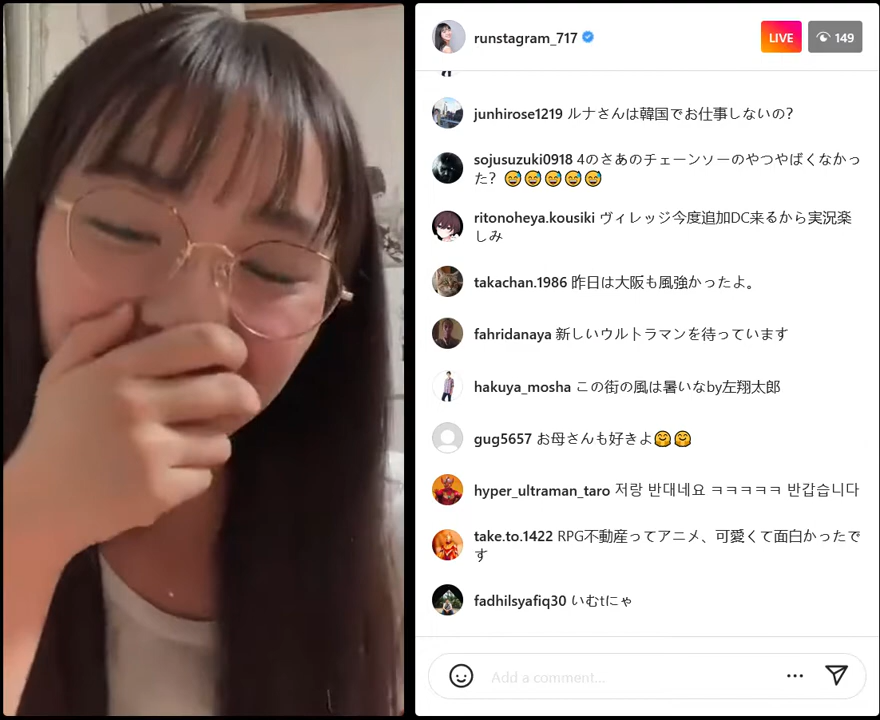 runstagram_717
LIVE
149
junhirose1219 ルナさんは韓国でお仕事しないの?
sojusuzuki0918 4のさあのチェーンソーのやつやばくなかっ
た? 😅😅😅😅😅
ritonoheya.kousiki ヴィレッジ今度追加DC来るから実況楽
しみ
takachan.1986 昨日は大阪も風強かったよ。
fahridanaya 新しいウルトラマンを待っています
hakuya_mosha この街の風は暑いなby左翔太郎
gug5657 お母さんも好きよ🤗🤗
hyper_ultraman_taro 저랑 반대네요 ㅋㅋㅋㅋㅋ 반갑습니다
take.to.1422 RPG不動産ってアニメ、可愛くて面白かったで
す
fadhilsyafiq30 いむtにゃ
Add a comment...